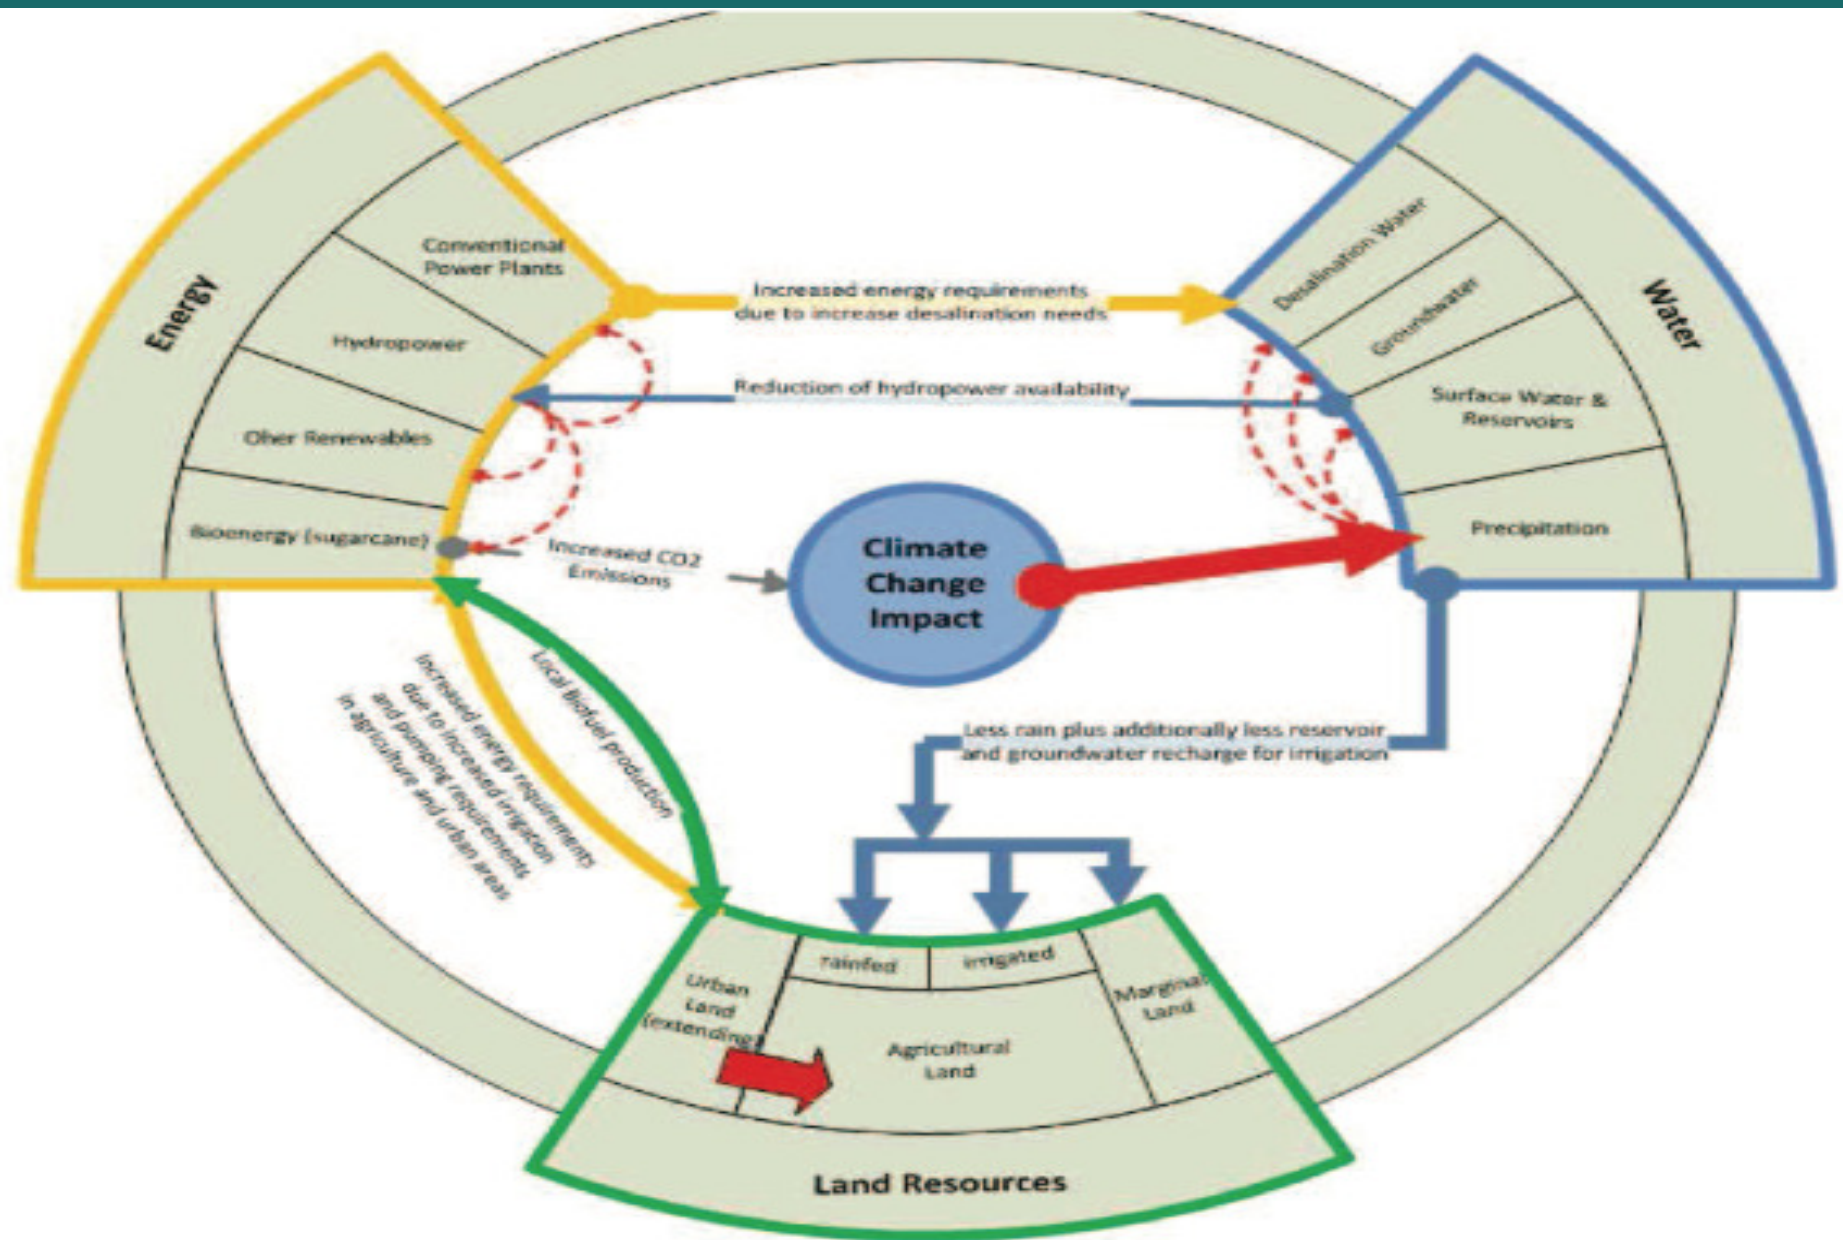 Energy
Conventional
Power Plants
Hydropower
Oher Renewables
Bioenergy (sugarcane)
Increased energy requirements
due to increase desalination needs
Reduction of hydropower availability
Increased CO2
Emissions
Climate
Change
Impact
Water
Desalination Water
Groundwater
Surface Water &
Reservoirs
Precipitation
Local Biofuel production
Increased energy requirements
due to increased irrigation
and pumping requirements
in agriculture and urban areas
Less rain plus additionally less reservoir
and groundwater recharge for irrigation
Urban
Land
(extending)
rainfed
irrigated
Agricultural
Land
Marginal
Land
Land Resources